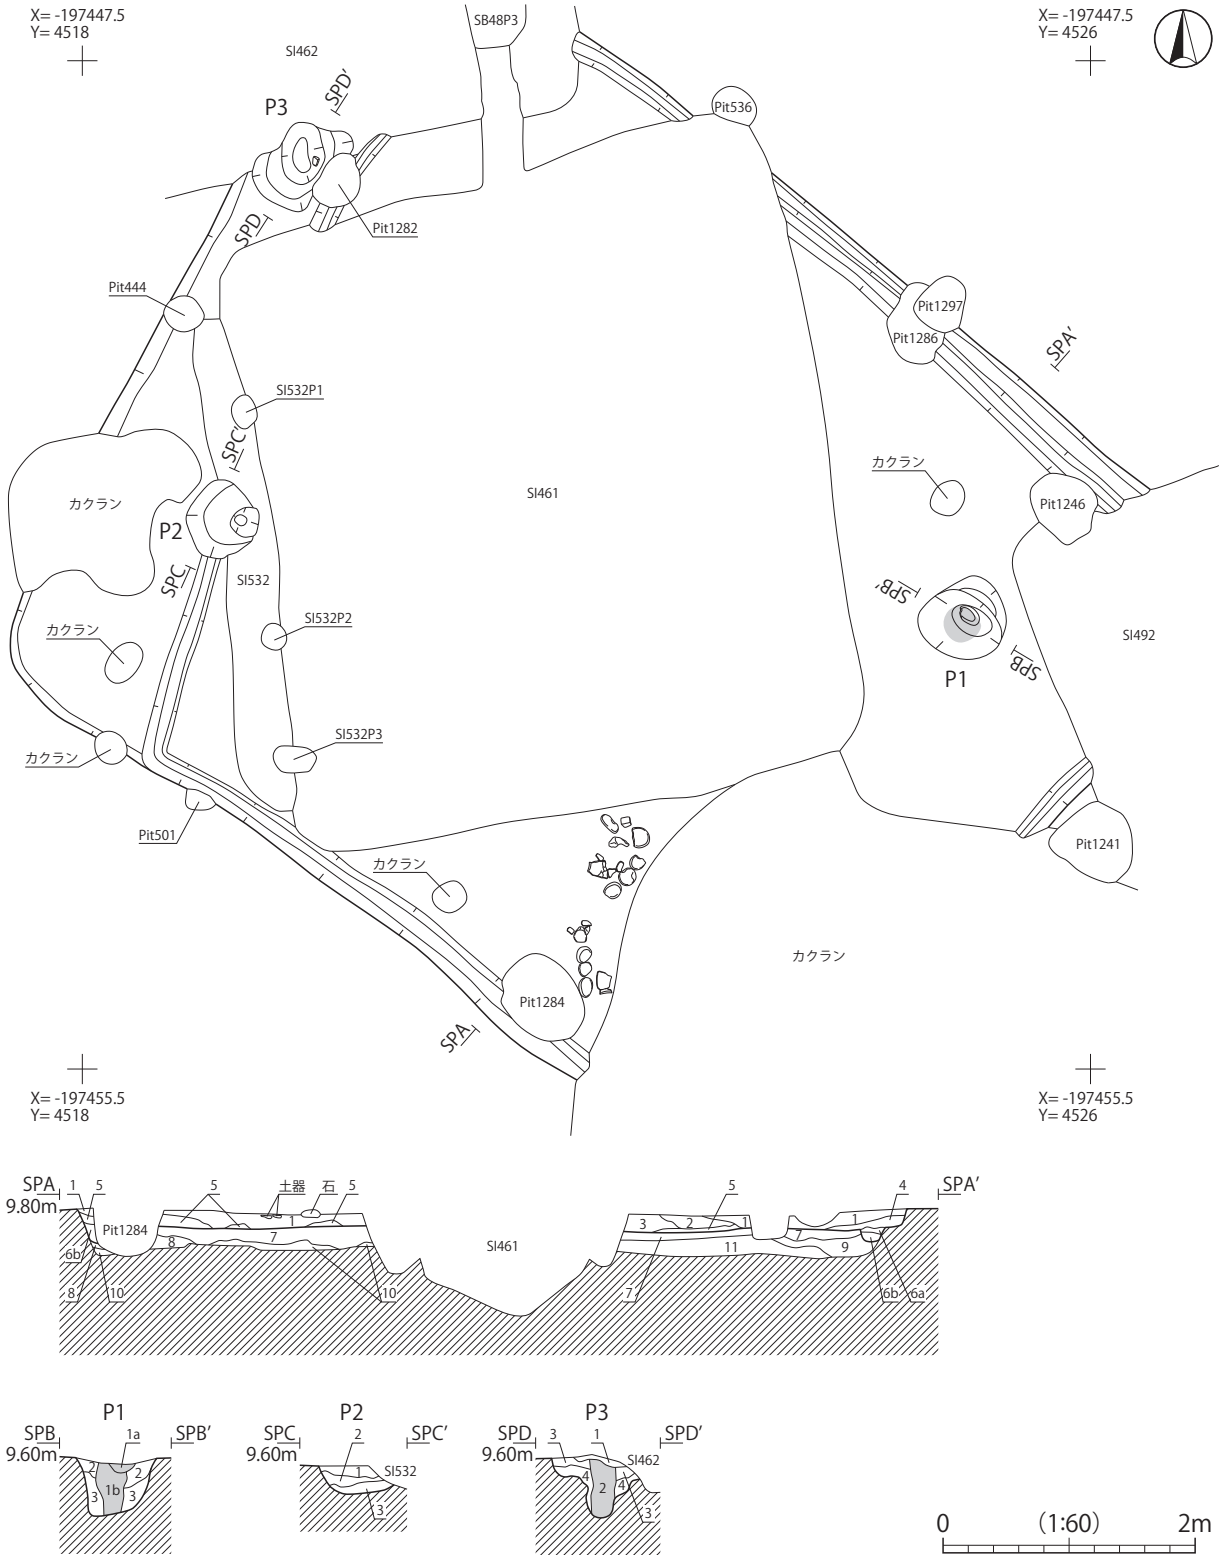 X= -197447.5
Y= 4518
X= -197447.5
Y= 4526
SB48P3
SI462
SPD'
P3
Pit536
SPD
Pit1282
Pit444
Pit1297
Pit1286
SPA'
SI532P1
SPC'
カクラン
SI461
カクラン
Pit1246
P2
SPC
SI532
SPB'
カクラン
SI532P2
SI492
SPB
P1
カクラン
SI532P3
Pit501
カクラン
Pit1241
カクラン
Pit1284
SPA
X= -197455.5
Y= 4518
X= -197455.5
Y= 4526
SPA 1 5 5 土器 石 5 5 4 SPA'
9.80m
Pit1284 1 3 2 1 1
6b 8 7 SI461 11 7 9
8 10 10 7 6b 6a
P1
SPB 1a SPB'
9.60m
2 2
3 1b 3
P2
SPC 2 SPC'
9.60m
1 SI532
3
P3
SPD 3 1 SPD'
9.60m SI462
4 2 4
3
0 (1:60) 2m